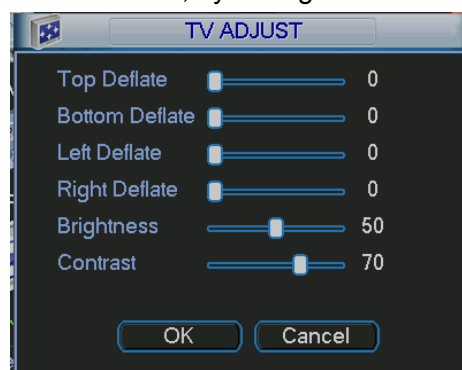 TV ADJUST
Top Deflate 0
Bottom Deflate 0
Left Deflate 0
Right Deflate 0
Brightness 50
Contrast 70
OK Cancel